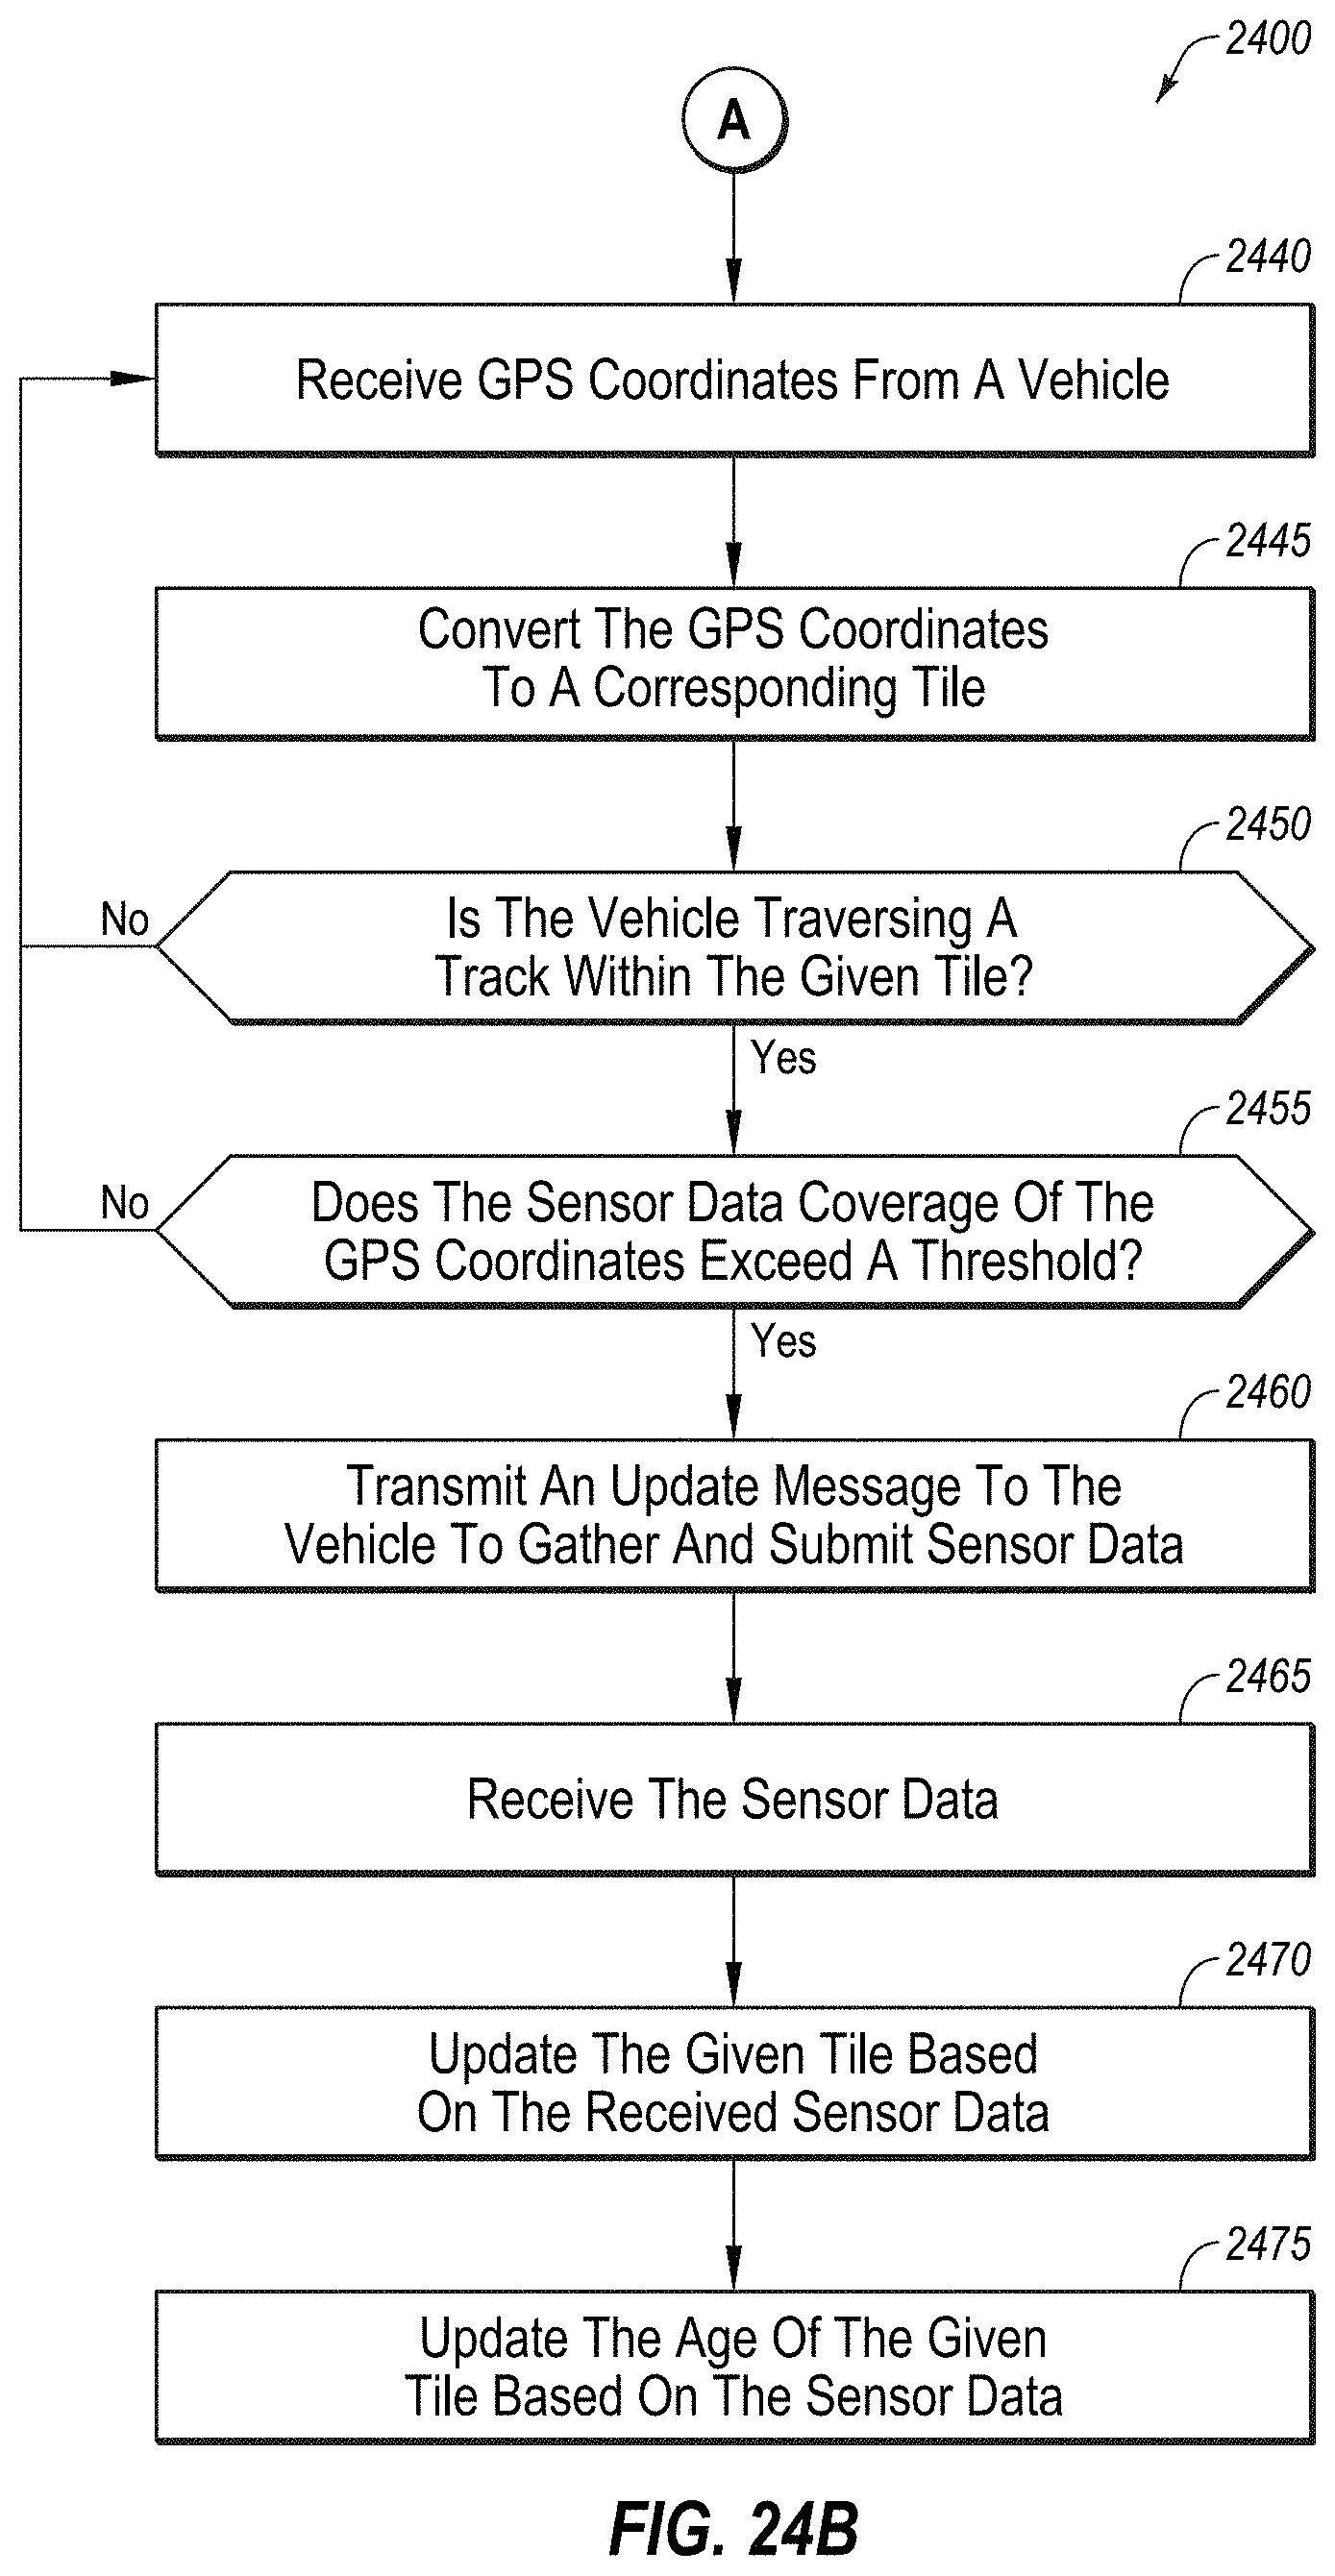 2400
A
2440
Receive GPS Coordinates From A Vehicle
2445
Convert The GPS Coordinates
To A Corresponding Tile
2450
Is The Vehicle Traversing A
Track Within The Given Tile?
No
Yes
2455
Does The Sensor Data Coverage Of The
GPS Coordinates Exceed A Threshold?
No
Yes
2460
Transmit An Update Message To The
Vehicle To Gather And Submit Sensor Data
2465
Receive The Sensor Data
2470
Update The Given Tile Based
On The Received Sensor Data
2475
Update The Age Of The Given
Tile Based On The Sensor Data
FIG. 24B